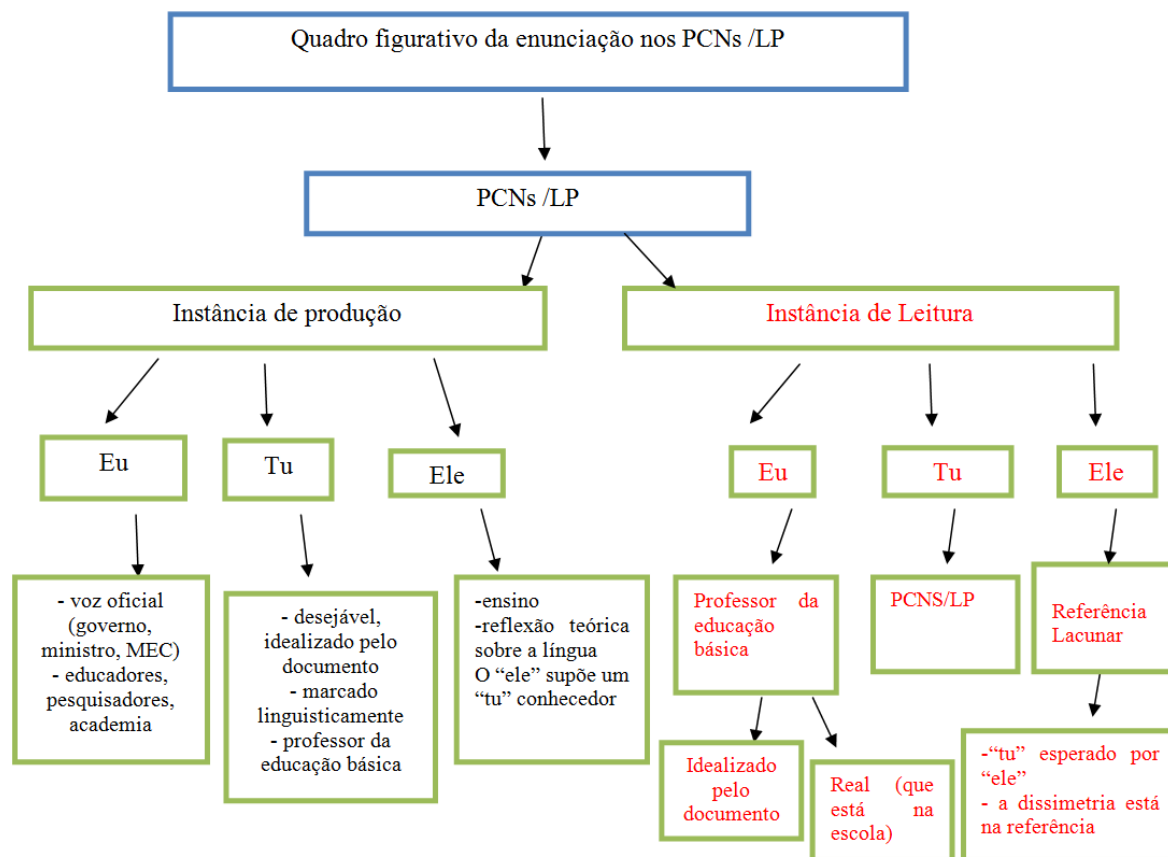 Quadro figurativo da enunciação nos PCNs /LP
PCNs /LP
Instância de produção
Instância de Leitura
Eu
Tu
Ele
Eu
Tu
Ele
- voz oficial
(governo,
ministro, MEC)
- educadores,
pesquisadores,
academia
- desejável,
idealizado pelo
documento
- marcado
linguisticamente
- professor da
educação básica
-ensino
-reflexão teórica
sobre a língua
O “ele” supõe um
“tu” conhecedor
Professor da
educação
básica
PCNS/LP
Referência
Lacunar
Idealizado
pelo
documento
Real (que
está na
escola)
-“tu” esperado por
“ele”
- a dissimetria está
na referência